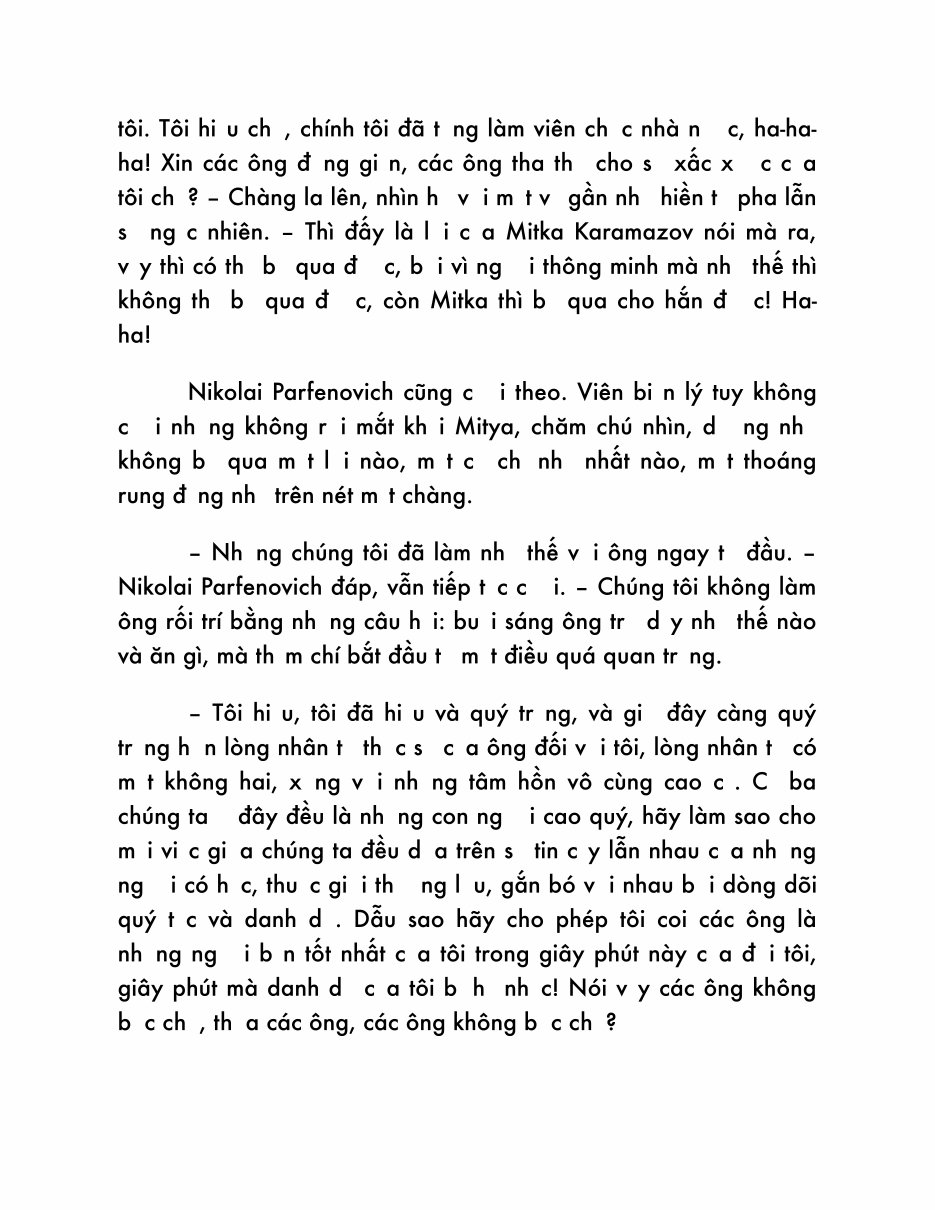 tôi. Tôi hi u ch , chính tôi đã t ng làm viên ch c nhà n  c, ha-ha-
ha! Xin các ông đ ng gi n, các ông tha th  cho s  xấc x  c c a
tôi ch ? – Chàng la lên, nhìn h  v i m t v  gần nh  hiền t  pha lẫn
s  ng c nhiên. – Thì đấy là l i c a Mitka Karamazov nói mà ra,
v y thì có th  b  qua đ  c, b i vì ng  i thông minh mà nh  thế thì
không th  b  qua đ  c, còn Mitka thì b  qua cho hắn đ  c! Ha-
ha!
Nikolai Parfenovich cũng c  i theo. Viên bi n lý tuy không
c  i nh ng không r i mắt kh i Mitya, chăm chú nhìn, d  ng nh
không b  qua m t l i nào, m t c  ch  nh  nhất nào, m t thoáng
rung đ ng nh  trên nét m t chàng.
– Nh ng chúng tôi đã làm nh  thế v i ông ngay t  đầu. –
Nikolai Parfenovich đáp, vẫn tiếp t c c  i. – Chúng tôi không làm
ông rối trí bằng nh ng câu h i: bu i sáng ông tr  d y nh  thế nào
và ăn gì, mà th m chí bắt đầu t  m t điều quá quan tr ng.
– Tôi hi u, tôi đã hi u và quý tr ng, và gi  đây càng quý
tr ng h n lòng nhân t  th c s  c a ông đối v i tôi, lòng nhân t  có
m t không hai, x ng v i nh ng tâm hồn vô cùng cao c . C  ba
chúng ta  đây đều là nh ng con ng  i cao quý, hãy làm sao cho
m i vi c gi a chúng ta đều d a trên s  tin c y lẫn nhau c a nh ng
ng  i có h c, thu c gi i th  ng l u, gắn bó v i nhau b i dòng dõi
quý t c và danh d . Dẫu sao hãy cho phép tôi coi các ông là
nh ng ng  i b n tốt nhất c a tôi trong giây phút này c a đ i tôi,
giây phút mà danh d  c a tôi b  h  nh c! Nói v y các ông không
b c ch , th a các ông, các ông không b c ch ?